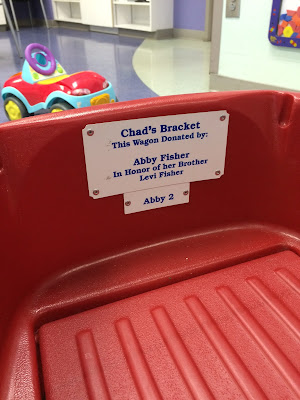 Chad's Bracket
This Wagon Donated by:
Abby Fisher
In Honor of her Brother
Levi Fisher
Abby 2